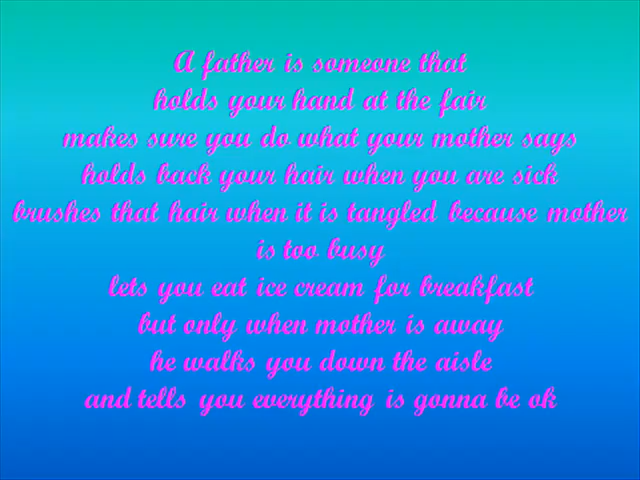 A father is someone that
holds your hand at the fair
makes sure you do what your mother says
holds back your hair when you are sick
brushes that hair when it is tangled because mother
is too busy
lets you eat ice cream for breakfast
but only when mother is away
he walks you down the aisle
and tells you everything is gonna be ok